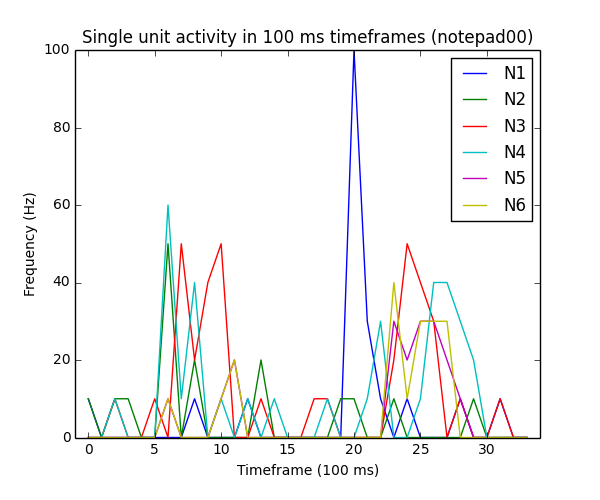 Single unit activity in 100 ms timeframes (notepad00)
100
80
60
40
20
0
Frequency (Hz)
N1
N2
N3
N4
N5
N6
0 5 10 15 20 25 30
Timeframe (100 ms)